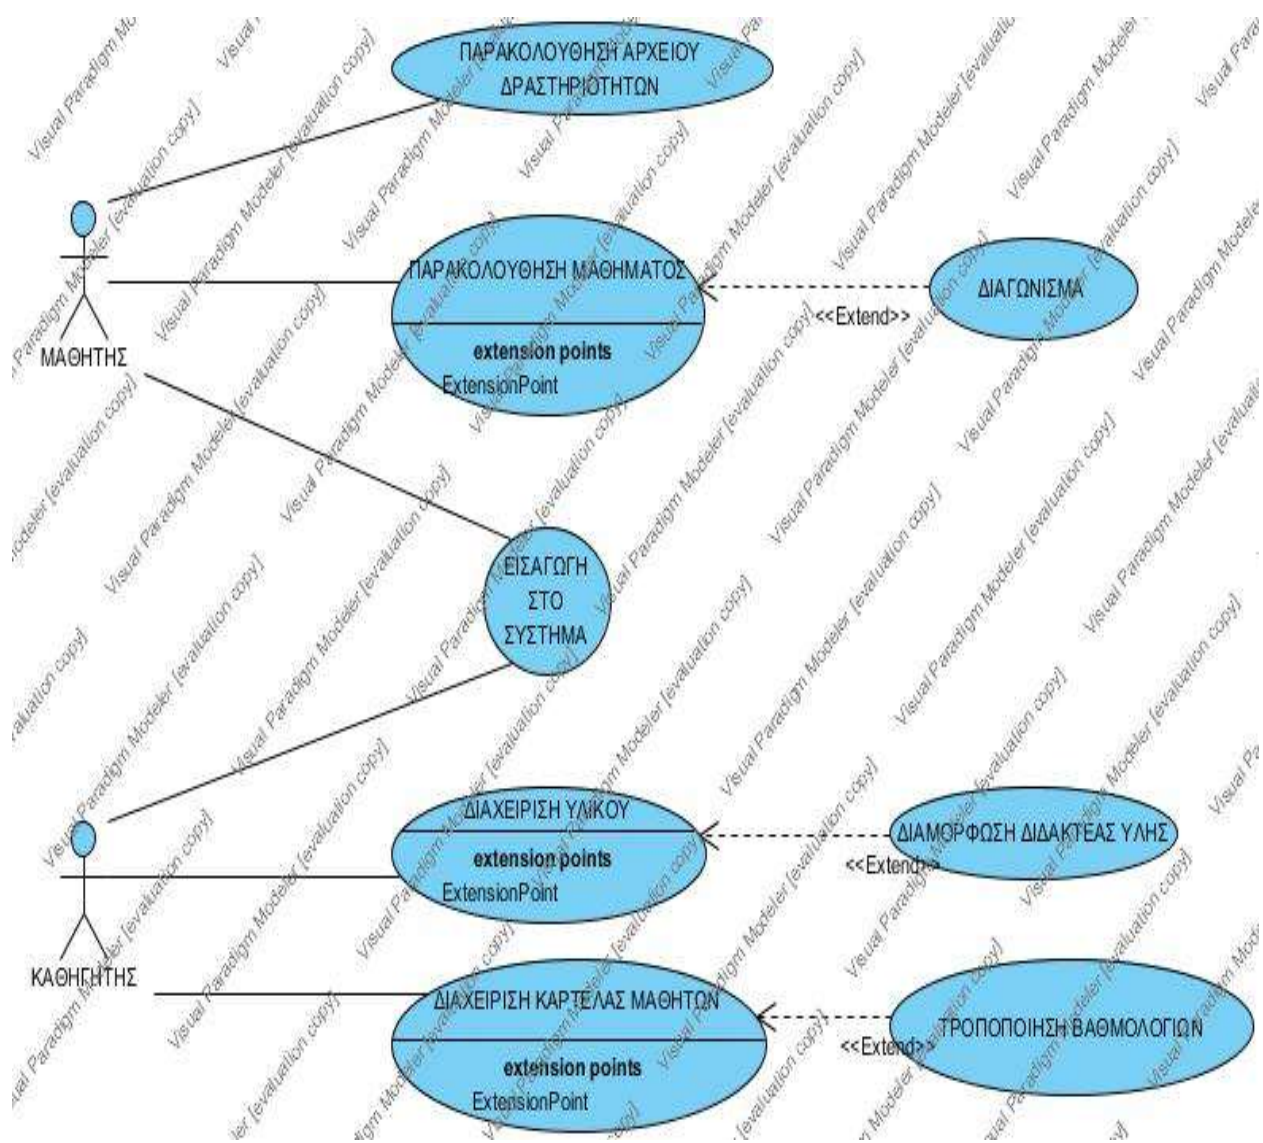 ΠΑΡΑΚΟΛΟΥΘΗΣΗ ΑΡΧΕΙΟΥ
ΔΡΑΣΤΗΡΙΟΤΗΤΩΝ
ΜΑΘΗΤΗΣ
ΠΑΡΑΚΟΛΟΥΘΗΣΗ ΜΑΘΗΜΑΤΟΣ
extension points
ExtensionPoint
<<Extend>>
ΔΙΑΓΩΝΙΣΜΑ
ΕΙΣΑΓΩΓΗ
ΣΤΟ
ΣΥΣΤΗΜΑ
ΚΑΘΗΓΗΤΗΣ
ΔΙΑΧΕΙΡΙΣΗ ΥΛΙΚΟΥ
extension points
ExtensionPoint
<<Extend>>
ΔΙΑΜΟΡΦΩΣΗ ΔΙΔΑΚΤΕΑΣ ΥΛΗΣ
ΔΙΑΧΕΙΡΙΣΗ ΚΑΡΤΕΛΑΣ ΜΑΘΗΤΩΝ
extension points
ExtensionPoint
<<Extend>>
ΤΡΟΠΟΠΟΙΗΣΗ ΒΑΘΜΟΛΟΓΙΩΝ
Visual Paradigm Modeler [evaluation copy]